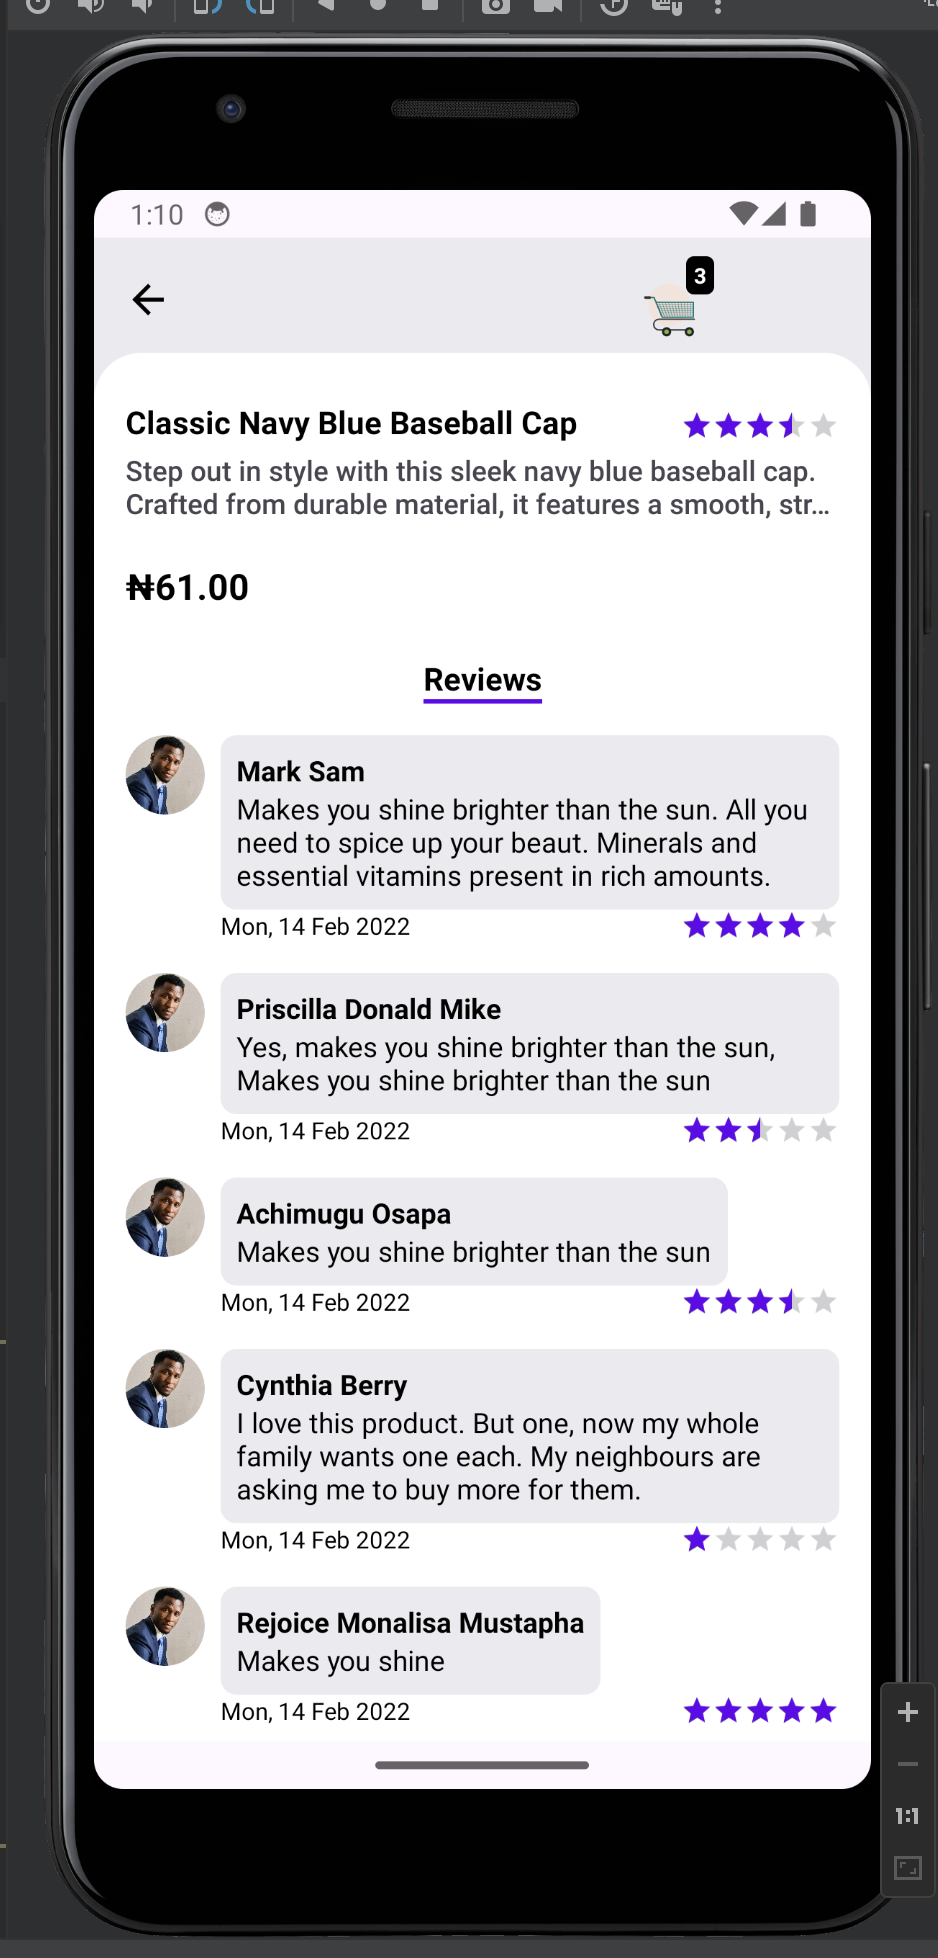 1:10
3
Classic Navy Blue Baseball Cap
Step out in style with this sleek navy blue baseball cap.
Crafted from durable material, it features a smooth, str...
₦61.00
Reviews
Mark Sam
Makes you shine brighter than the sun. All you
need to spice up your beaut. Minerals and
essential vitamins present in rich amounts.
Mon, 14 Feb 2022
Priscilla Donald Mike
Yes, makes you shine brighter than the sun,
Makes you shine brighter than the sun
Mon, 14 Feb 2022
Achimugu Osapa
Makes you shine brighter than the sun
Mon, 14 Feb 2022
Cynthia Berry
I love this product. But one, now my whole
family wants one each. My neighbours are
asking me to buy more for them.
Mon, 14 Feb 2022
Rejoice Monalisa Mustapha
Makes you shine
Mon, 14 Feb 2022
1:1